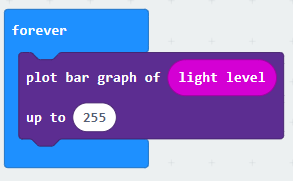 forever
plot bar graph of light level
up to 255